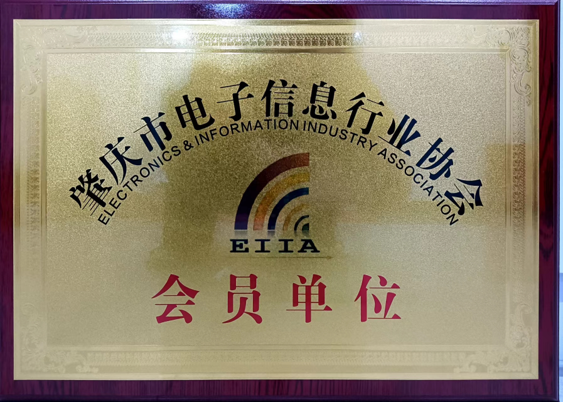 肇庆市电子信息行业协会
ELECTRONICS & INFORMATION INDUSTRY ASSOCIATION
EIIA
会员单位